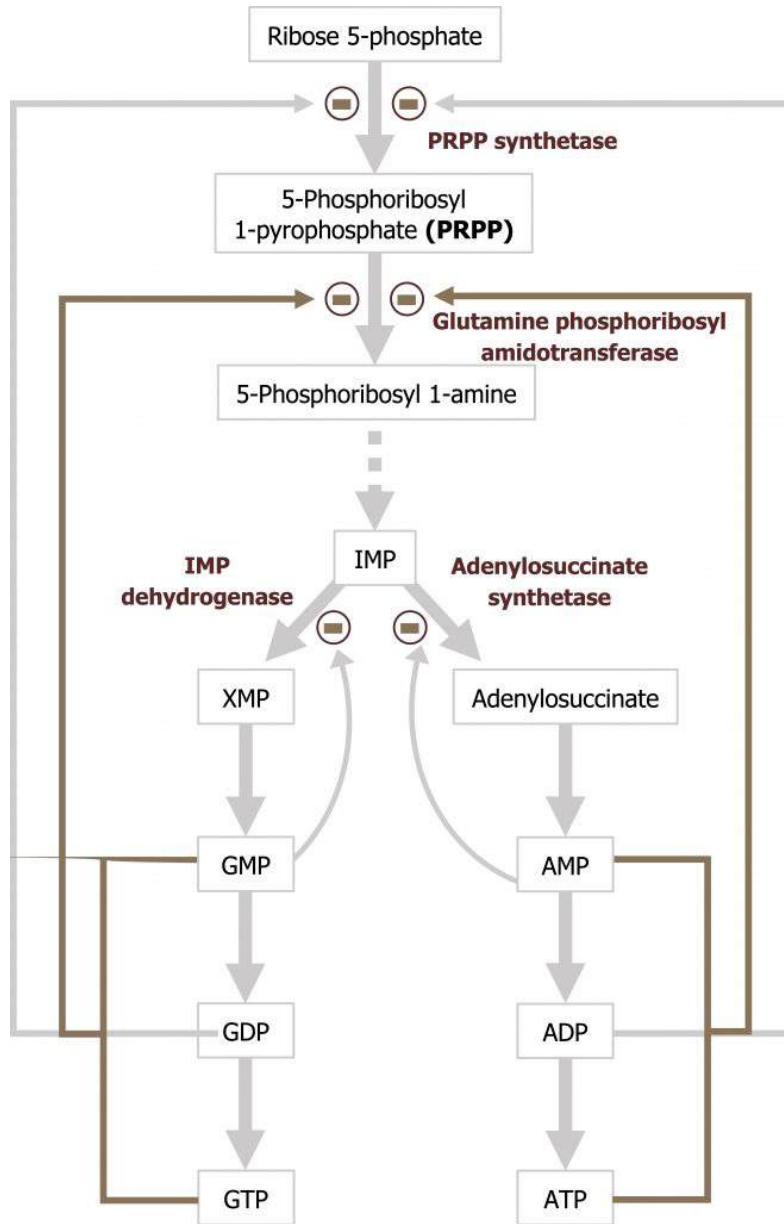 Ribose 5-phosphate
PRPP synthetase
5-Phosphoribosyl
1-pyrophosphate (PRPP)
Glutamine phosphoribosyl
amidotransferase
5-Phosphoribosyl 1-amine
IMP
IMP
dehydrogenase
Adenylosuccinate
synthetase
XMP
Adenylosuccinate
GMP
AMP
GDP
ADP
GTP
ATP